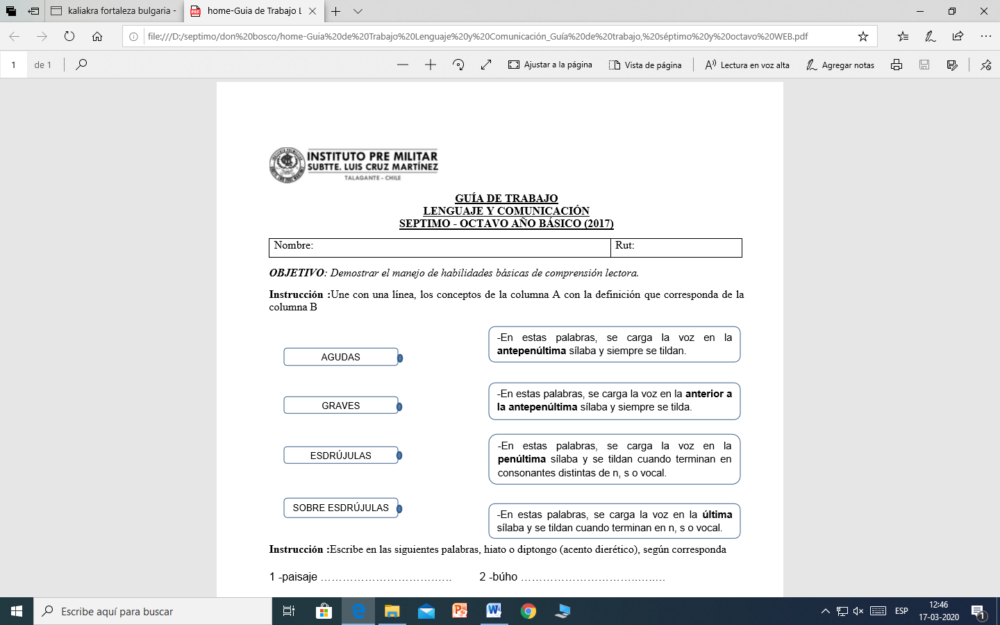 kaliakra fortaleza bulgaria -
home-Guia de Trabajo L
file:///D:/septimo/don%20bosco/home-Guia%20de%20Trabajo%20Lenguaje%20y%20Comunicación_Guía%20de%20trabajo,%20séptimo%20y%20octavo%20WEB.pdf
1 de 1
Ajustar a la página
Vista de página
Lectura en voz alta
Agregar notas
INSTITUTO PRE MILITAR
SUBTTE. LUIS CRUZ MARTÍNEZ
TALAGANTE - CHILE
GUÍA DE TRABAJO
LENGUAJE Y COMUNICACIÓN
SEPTIMO - OCTAVO AÑO BÁSICO (2017)
Nombre: Rut:
OBJETIVO: Demostrar el manejo de habilidades básicas de comprensión lectora.
Instrucción :Une con una línea, los conceptos de la columna A con la definición que corresponda de la
columna B
AGUDAS
GRAVES
ESDRÚJULAS
SOBRE ESDRÚJULAS
-En estas palabras, se carga la voz en la
antepenúltima sílaba y siempre se tildan.
-En estas palabras, se carga la voz en la anterior a
la antepenúltima sílaba y siempre se tilda.
-En estas palabras, se carga la voz en la
penúltima sílaba y se tildan cuando terminan en
consonantes distintas de n, s o vocal.
-En estas palabras, se carga la voz en la última
sílaba y se tildan cuando terminan en n, s o vocal.
Instrucción :Escribe en las siguientes palabras, hiato o diptongo (acento dierético), según corresponda
1 -paisaje ................................ 2 -búho ....................................
Escribe aquí para buscar
ESP
12:46
17-03-2020
1